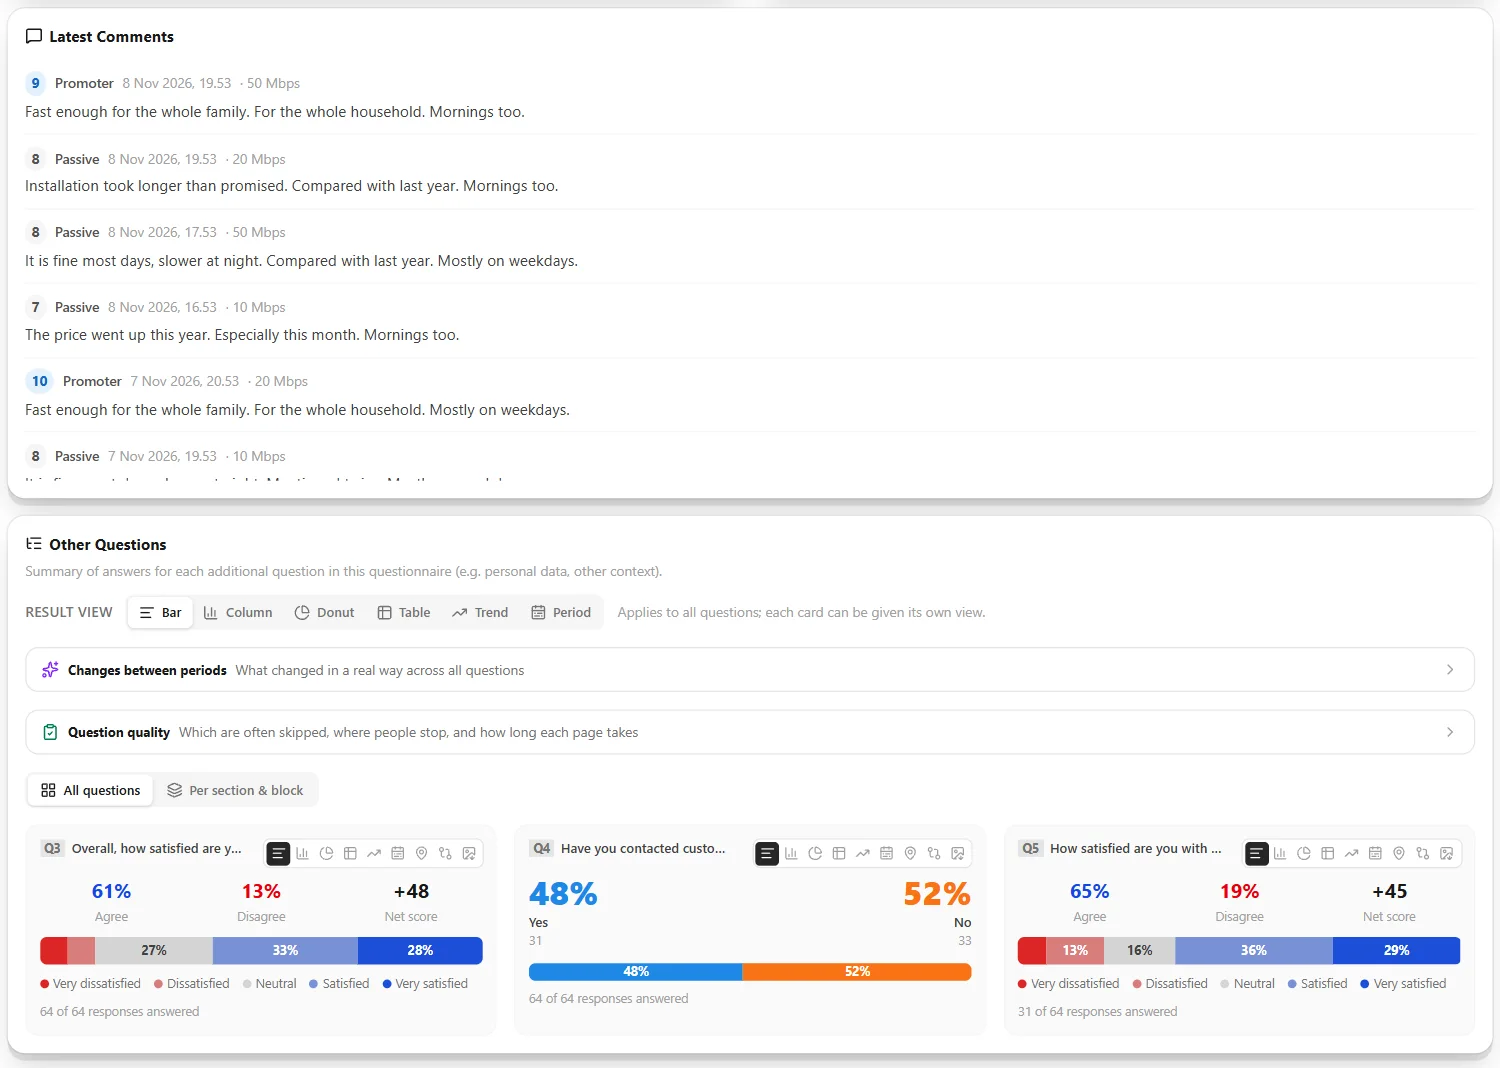 Latest Comments
9 Promoter 8 Nov 2026, 19.53 · 50 Mbps
Fast enough for the whole family. For the whole household. Mornings too.
8 Passive 8 Nov 2026, 19.53 · 20 Mbps
Installation took longer than promised. Compared with last year. Mornings too.
8 Passive 8 Nov 2026, 17.53 · 50 Mbps
It is fine most days, slower at night. Compared with last year. Mostly on weekdays.
7 Passive 8 Nov 2026, 16.53 · 10 Mbps
The price went up this year. Especially this month. Mornings too.
10 Promoter 7 Nov 2026, 20.53 · 20 Mbps
Fast enough for the whole family. For the whole household. Mostly on weekdays.
8 Passive 7 Nov 2026, 19.53 · 10 Mbps
Other Questions
Summary of answers for each additional question in this questionnaire (e.g. personal data, other context).
RESULT VIEW Bar Column Donut Table Trend Period Applies to all questions; each card can be given its own view.
Changes between periods What changed in a real way across all questions
Question quality Which are often skipped, where people stop, and how long each page takes
All questions Per section & block
Q3 Overall, how satisfied are y...
61% 13% +48
Agree Disagree Net score
27% 33% 28%
Very dissatisfied Dissatisfied Neutral Satisfied Very satisfied
64 of 64 responses answered
Q4 Have you contacted custo...
48% 52%
Yes No
31 33
48% 52%
64 of 64 responses answered
Q5 How satisfied are you with ...
65% 19% +45
Agree Disagree Net score
13% 16% 36% 29%
Very dissatisfied Dissatisfied Neutral Satisfied Very satisfied
31 of 64 responses answered